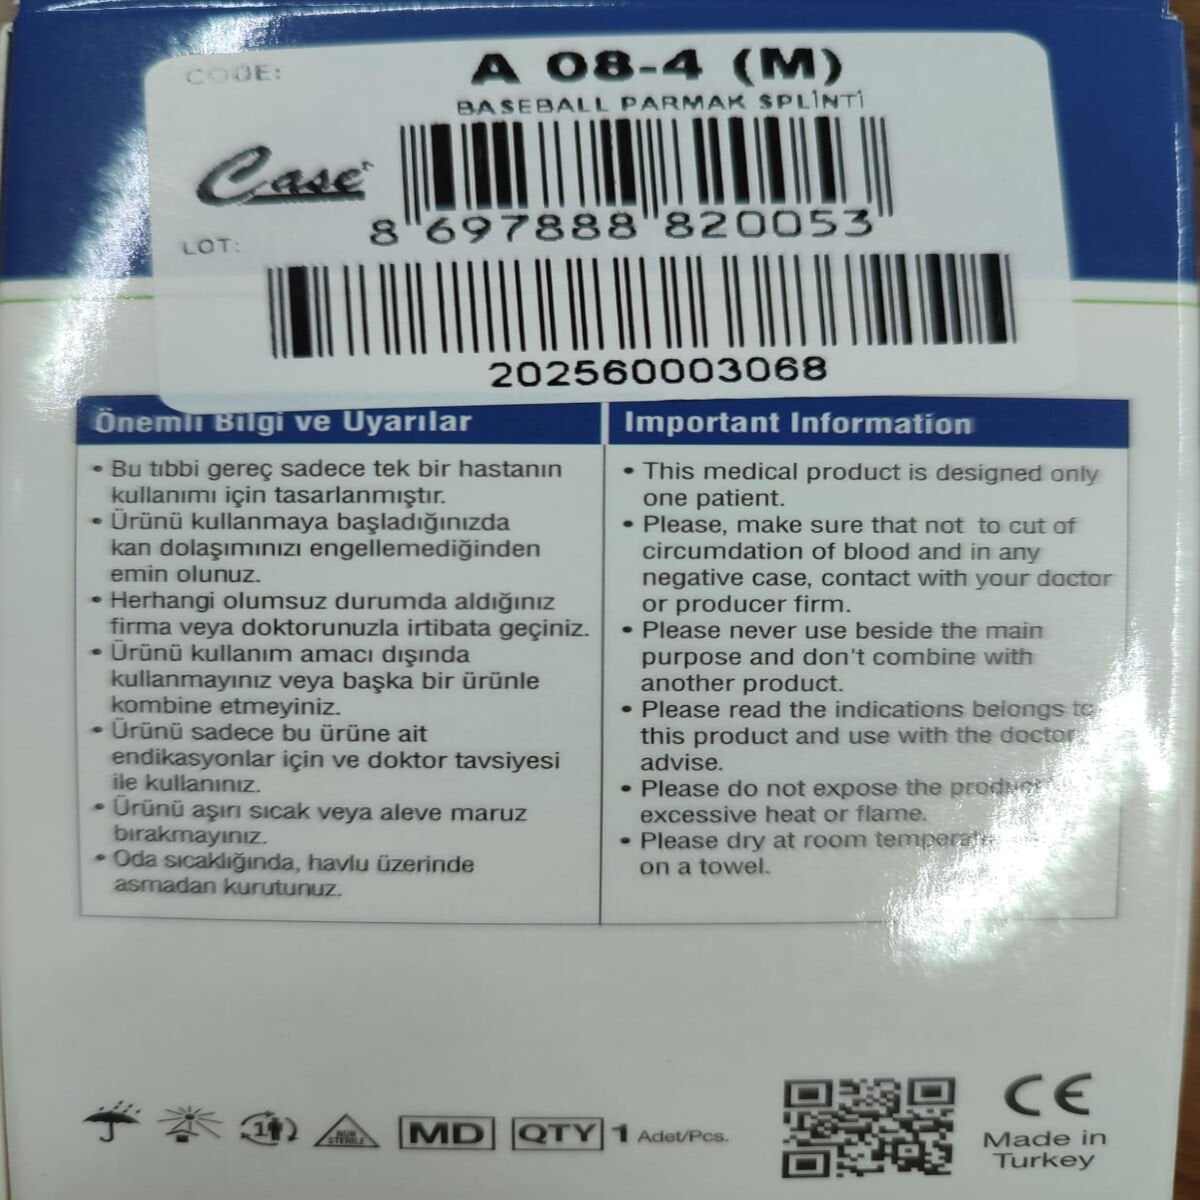 CODE:
A 08-4 (M)
BASEBALL PARMAK SPLİNTİ
Case
8 697888 820053
LOT:
202560003068
Önemli Bilgi ve Uyarılar
• Bu tıbbi gereç sadece tek bir hastanın
kullanımı için tasarlanmıştır.
• Ürünü kullanmaya başladığınızda
kan dolaşımınızı engellemediğinden
emin olunuz.
• Herhangi olumsuz durumda aldığınız
firma veya doktorunuzla irtibata geçiniz.
• Ürünü kullanım amacı dışında
kullanmayınız veya başka bir ürünle
kombine etmeyiniz.
• Ürünü sadece bu ürüne ait
endikasyonlar için ve doktor tavsiyesi
ile kullanınız.
• Ürünü aşırı sıcak veya aleve maruz
bırakmayınız.
• Oda sıcaklığında, havlu üzerinde
asmadan kurutunuz.
Important Information
• This medical product is designed only
one patient.
• Please, make sure that not to cut of
circumdation of blood and in any
negative case, contact with your doctor
or producer firm.
• Please never use beside the main
purpose and don't combine with
another product.
• Please read the indications belongs to
this product and use with the doctor
advise.
• Please do not expose the product
excessive heat or flame.
• Please dry at room
on a towel.
1
NON
STERILE
MD
QTY 1 Adet/Pcs.
CE
Made in
Turkey